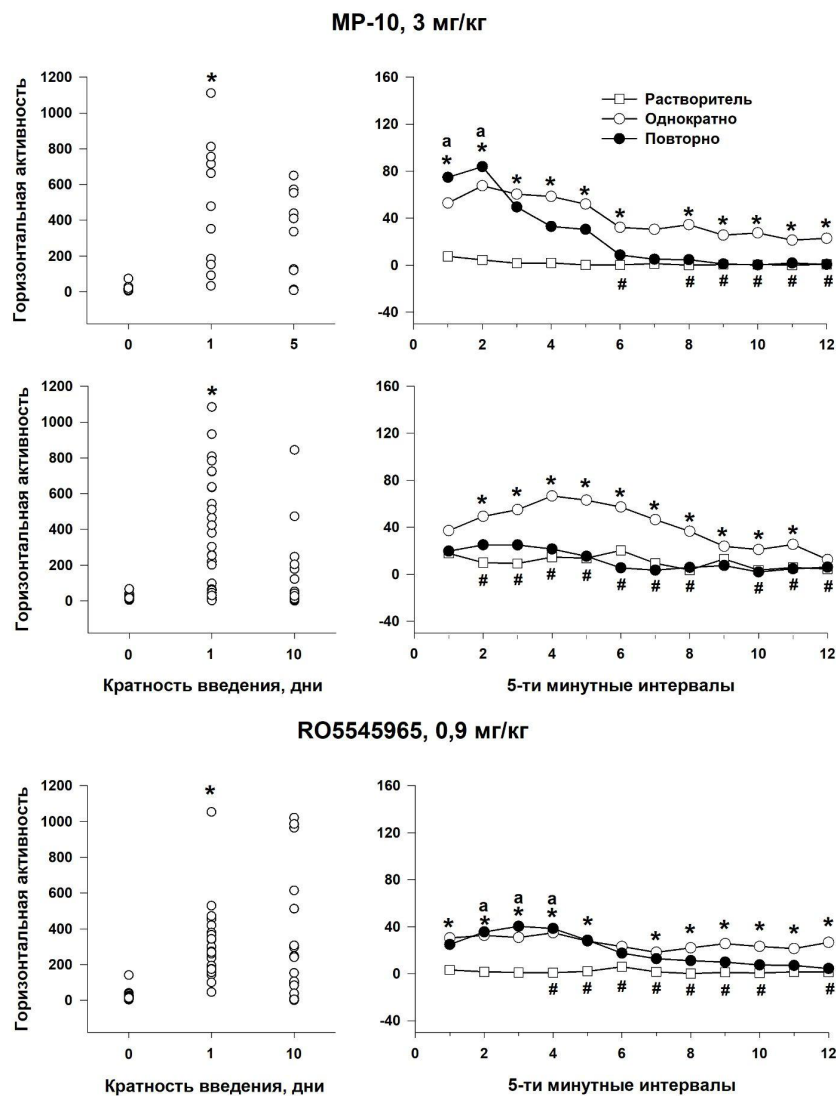 MP-10, 3 мг/кг
Горизонтальная активность
1200
1000
800
600
400
200
0
*
0 1 5
160
120
80
40
0
-40
Растворитель
Однократно
Повторно
a a
* * * * * * * * * * *
# # # # # #
0 2 4 6 8 10 12
Горизонтальная активность
1200
1000
800
600
400
200
0
*
0 1 10
Кратность введения, дни
160
120
80
40
0
-40
* * * * * * * * * *
# # # # # # # # # #
0 2 4 6 8 10 12
5-ти минутные интервалы
RO5545965, 0,9 мг/кг
Горизонтальная активность
1200
1000
800
600
400
200
0
*
0 1 10
Кратность введения, дни
160
120
80
40
0
-40
a a a
* * * * * * * * * * *
# # # # # # # #
0 2 4 6 8 10 12
5-ти минутные интервалы